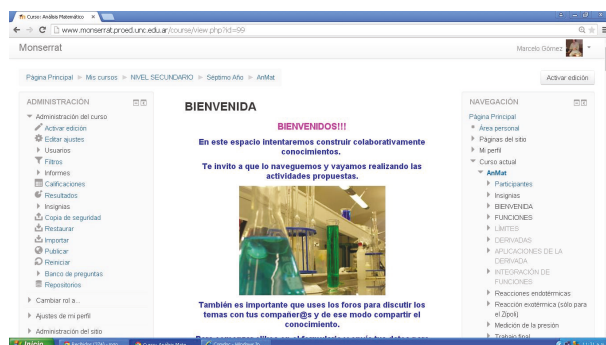 Curso: Análisis Matemático
www.monserrat.proed.unc.edu.ar/course/view.php?id=99
Monserrat
Marcelo Gómez
Página Principal ► Mis cursos ► NIVEL SECUNDARIO ► Séptimo Año ► AnMat
Activar edición
ADMINISTRACIÓN
Administración del curso
Activar edición
Editar ajustes
Usuarios
Filtros
Informes
Calificaciones
Resultados
Insignias
Copia de seguridad
Restaurar
Importar
Publicar
Reiniciar
Banco de preguntas
Repositorios
Cambiar rol a...
Ajustes de mi perfil
Administración del sitio
BIENVENIDA
BIENVENIDOS!!!
En este espacio intentaremos construir colaborativamente
conocimientos.
Te invito a que lo naveguemos y vayamos realizando las
actividades propuestas.
También es importante que uses los foros para discutir los
temas con tus compañer@s y de ese modo compartir el
conocimiento.
NAVEGACIÓN
Página Principal
Área personal
Páginas del sitio
Mi perfil
Curso actual
AnMat
Participantes
Insignias
BIENVENIDA
FUNCIONES
LÍMITES
DERIVADAS
APLICACIONES DE LA
DERIVADA
INTEGRACIÓN DE
FUNCIONES
Reacciones endotérmicas
Reacción exotérmica (sólo para
el Zípoli)
Medición de la presión
Trabajo final
Inicio